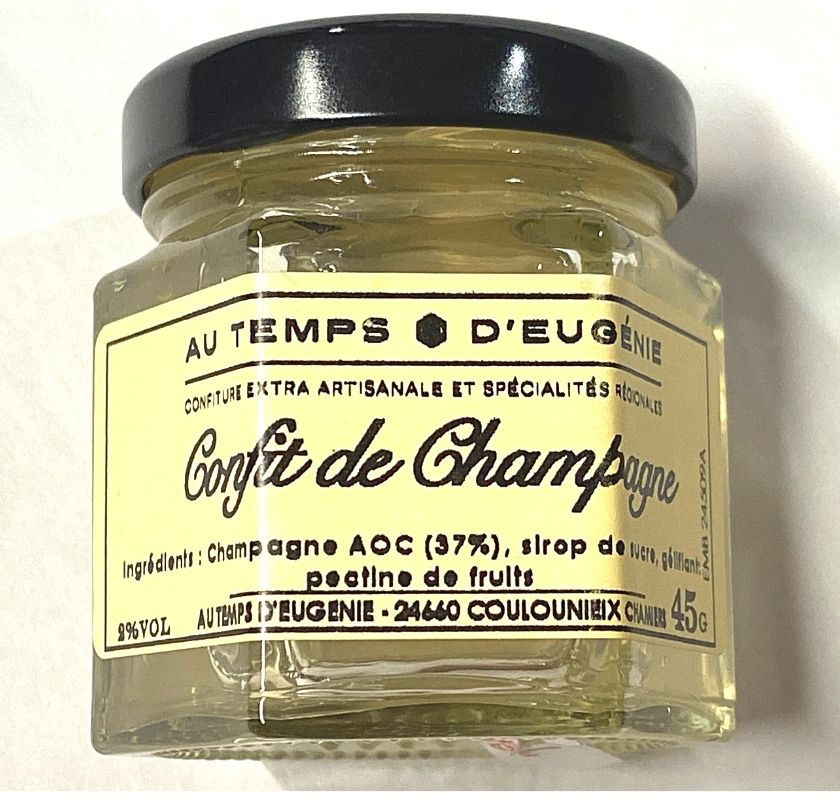 AU TEMPS D'EUGÉNIE
CONFITURE EXTRA ARTISANALE ET SPÉCIALITÉS RÉGIONALES
Confit de Champagne
Ingrédients : Champagne AOC (37%), sirop de sucre, gélifiant:
pectine de fruits
2%VOL AU TEMPS D'EUGENIE - 24660 COULOUNIEIX CHAMIERS 45G
EMB 24509A